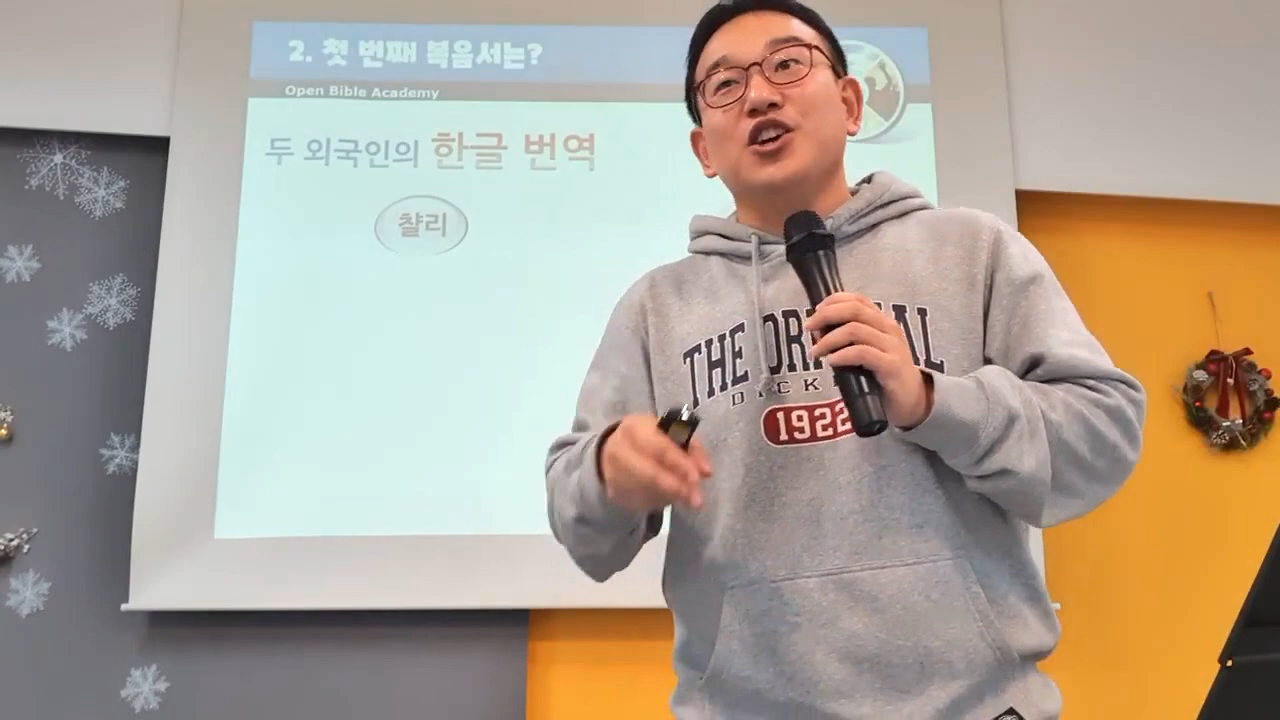 2. 첫 번째 복음서는?
Open Bible Academy
두 외국인의 한글 번역
챨리
THE
1922